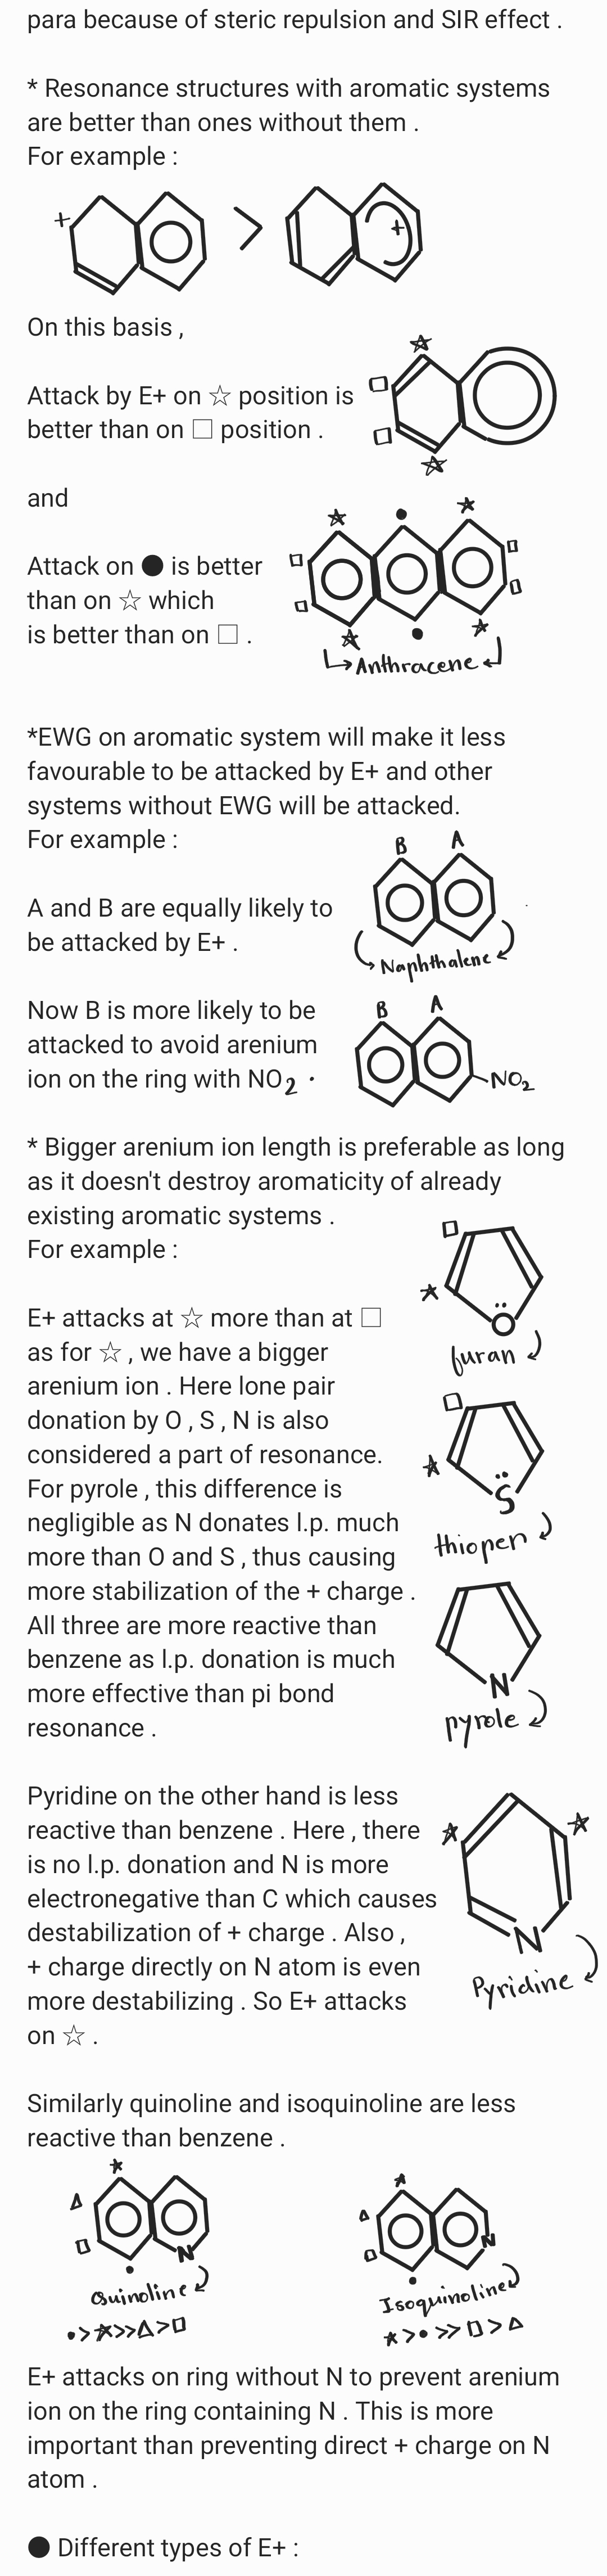 para because of steric repulsion and SIR effect .
* Resonance structures with aromatic systems
are better than ones without them .
For example :
+ > +
On this basis ,
Attack by E+ on ☆ position is
better than on □ position .
and
Attack on ● is better
than on ☆ which
is better than on □ .
Anthracene
*EWG on aromatic system will make it less
favourable to be attacked by E+ and other
systems without EWG will be attacked.
For example :
B A
A and B are equally likely to
be attacked by E+ .
Naphthalene
Now B is more likely to be
attacked to avoid arenium
ion on the ring with NO2 .
B A
NO2
* Bigger arenium ion length is preferable as long
as it doesn't destroy aromaticity of already
existing aromatic systems .
For example :
E+ attacks at ☆ more than at □
as for ☆ , we have a bigger
arenium ion . Here lone pair
donation by O , S , N is also
considered a part of resonance.
For pyrole , this difference is
negligible as N donates l.p. much
more than O and S , thus causing
more stabilization of the + charge .
All three are more reactive than
benzene as l.p. donation is much
more effective than pi bond
resonance .
O
furan
S
thiopen
N
pyrole
Pyridine on the other hand is less
reactive than benzene . Here , there
is no l.p. donation and N is more
electronegative than C which causes
destabilization of + charge . Also ,
+ charge directly on N atom is even
more destabilizing . So E+ attacks
on ☆ .
N
Pyridine
Similarly quinoline and isoquinoline are less
reactive than benzene .
N
Quinoline
●>☆>>△>□
N
Isoquinoline
☆>●>>□>△
E+ attacks on ring without N to prevent arenium
ion on the ring containing N . This is more
important than preventing direct + charge on N
atom .
● Different types of E+ :